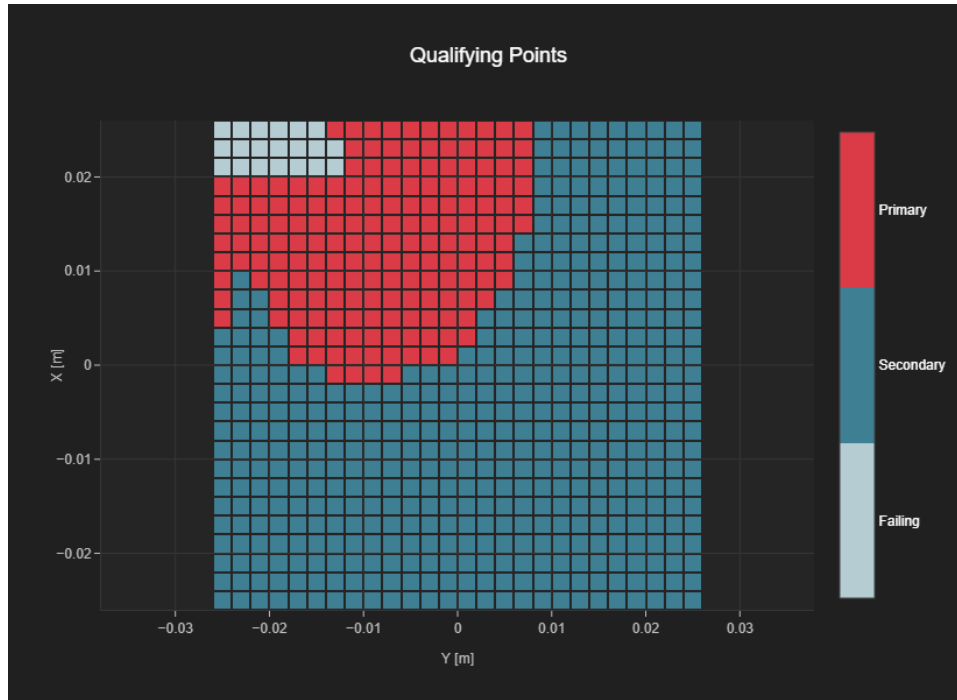 Qualifying Points
0.02
0.01
0
−0.01
−0.02
X [m]
−0.03
−0.02
−0.01
0
0.01
0.02
0.03
Y [m]
Primary
Secondary
Failing